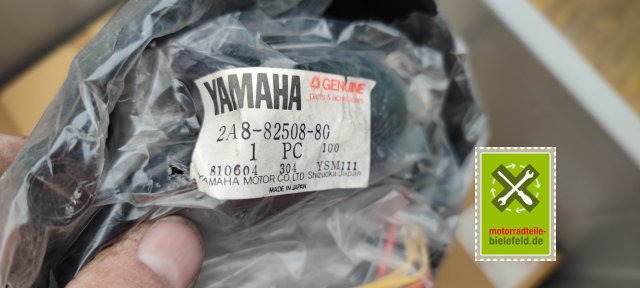 YAMAHA GENUINE
parts & accessories
2A8-82508-80
1 PC 100
810604 304 YSM111
YAMAHA MOTOR CO., LTD Shizuoka Japan
MADE IN JAPAN
motorradteile-
bielefeld.de